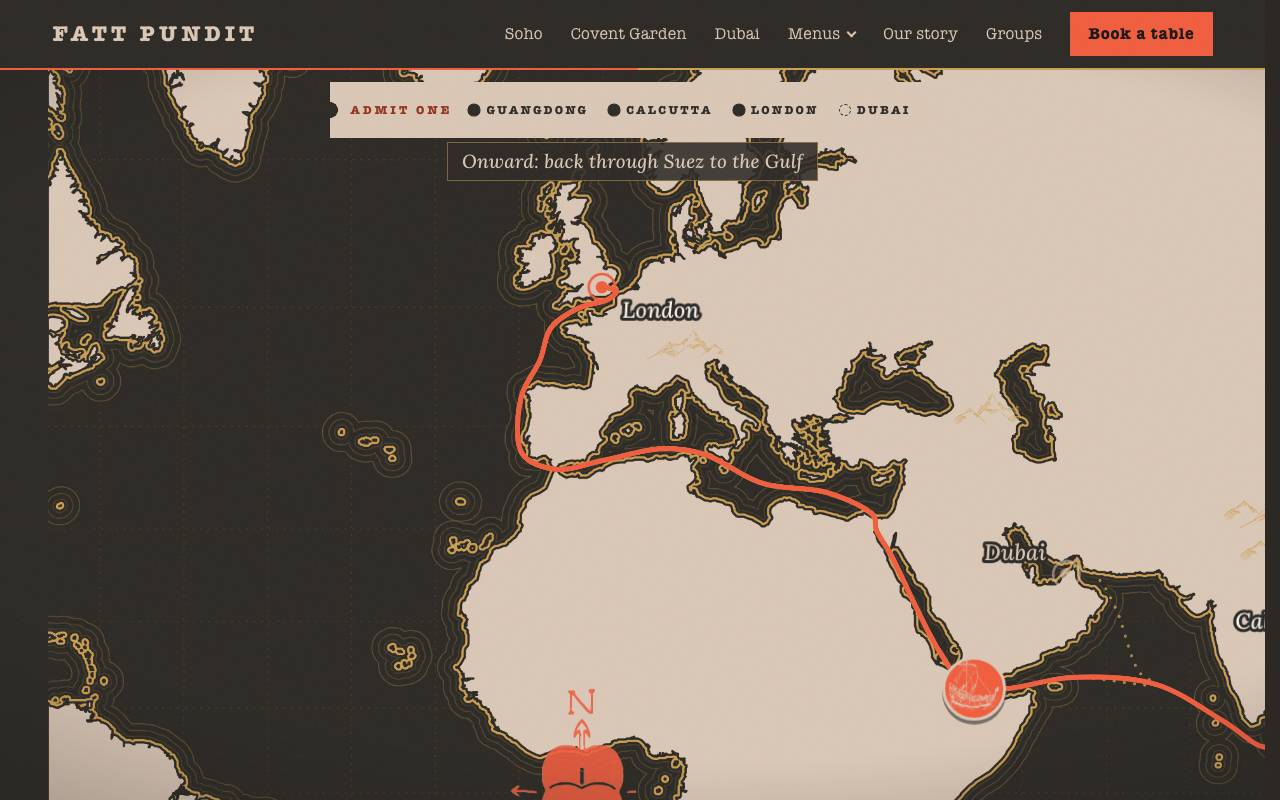 FATT PUNDIT
Soho
Covent Garden
Dubai
Menus
Our story
Groups
Book a table
ADMIT ONE
GUANGDONG
CALCUTTA
LONDON
DUBAI
Onward: back through Suez to the Gulf
London
Dubai
N